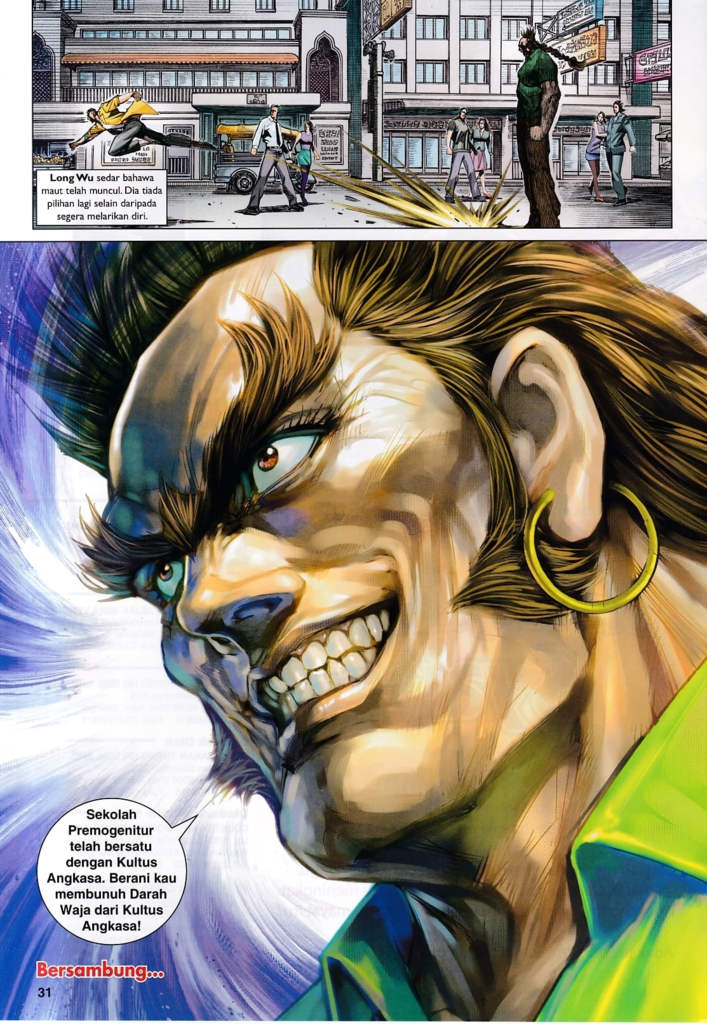 Long Wu sedar bahawa
maut telah muncul. Dia tiada
pilihan lagi selain daripada
segera melarikan diri.
Sekolah
Premogenitur
telah bersatu
dengan Kultus
Angkasa. Berani kau
membunuh Darah
Waja dari Kultus
Angkasa!
Bersambung...
31